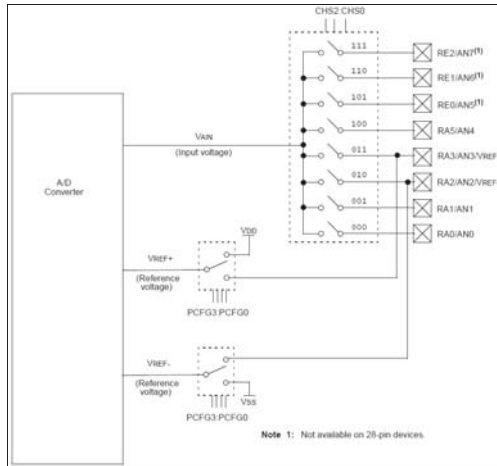 CHS2:CHS0
111
RE2/AN7(1)
110
RE1/AN6(1)
101
RE0/AN5(1)
100
RA5/AN4
VAIN
(Input voltage)
011
RA3/AN3/VREF
010
RA2/AN2/VREF
001
RA1/AN1
000
RA0/AN0
A/D
Converter
VDD
VREF+
(Reference
voltage)
PCFG3:PCFG0
VREF-
(Reference
voltage)
VSS
PCFG3:PCFG0
Note 1: Not available on 28-pin devices.